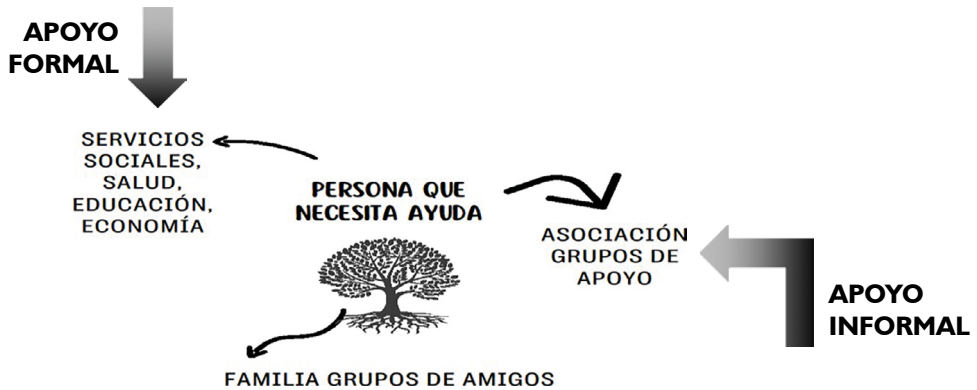 APOYO
FORMAL
SERVICIOS
SOCIALES,
SALUD,
EDUCACIÓN,
ECONOMÍA
PERSONA QUE
NECESITA AYUDA
ASOCIACIÓN
GRUPOS DE
APOYO
APOYO
INFORMAL
FAMILIA GRUPOS DE AMIGOS